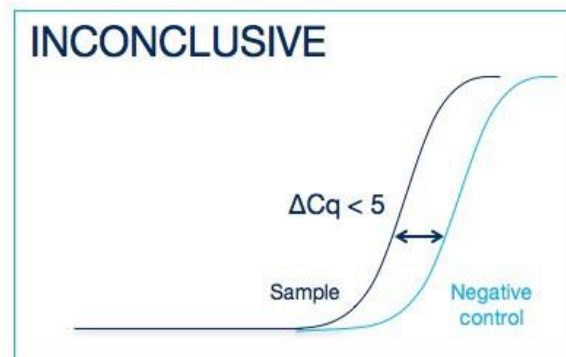 INCONCLUSIVE
ΔCq < 5
Sample
Negative
control